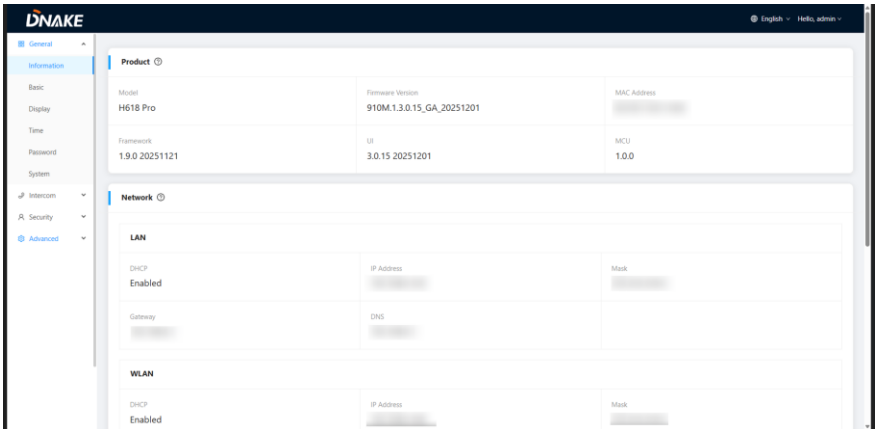 DNAKE
English Hello, admin
General
Information
Basic
Display
Time
Password
System
Intercom
Security
Advanced
Product
Model Firmware Version MAC Address
H618 Pro 910M.1.3.0.15_GA_20251201
Framework UI MCU
1.9.0 20251121 3.0.15 20251201 1.0.0
Network
LAN
DHCP IP Address Mask
Enabled
Gateway DNS
WLAN
DHCP IP Address Mask
Enabled